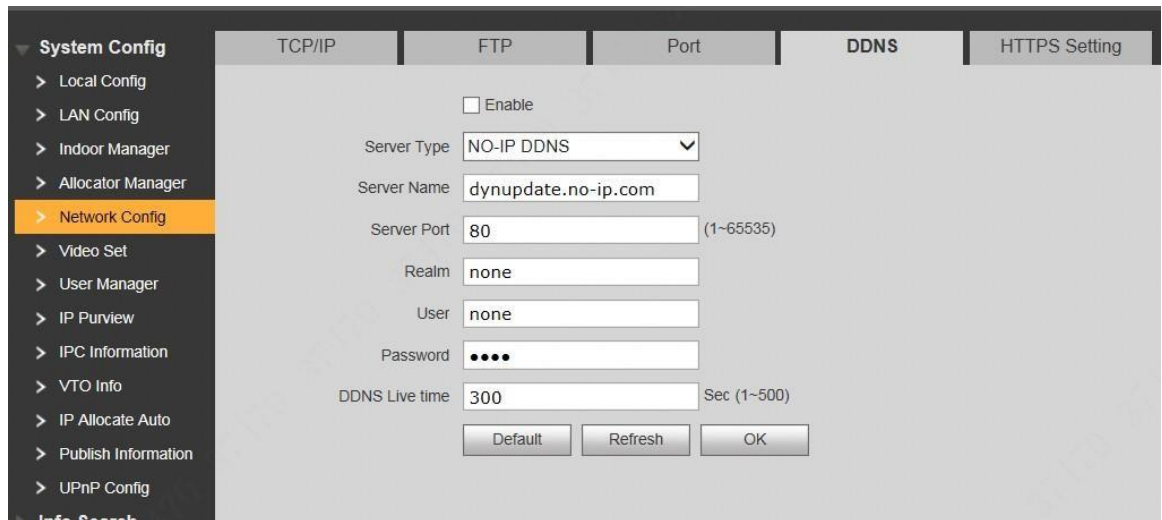 System Config
Local Config
LAN Config
Indoor Manager
Allocator Manager
Network Config
Video Set
User Manager
IP Purview
IPC Information
VTO Info
IP Allocate Auto
Publish Information
UPnP Config
Info Search
TCP/IP FTP Port DDNS HTTPS Setting
Enable
Server Type NO-IP DDNS
Server Name dynupdate.no-ip.com
Server Port 80 (1~65535)
Realm none
User none
Password ••••
DDNS Live time 300 Sec (1~500)
Default Refresh OK